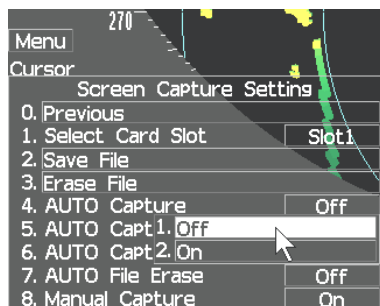 270
Menu
Cursor
Screen Capture Setting
0. Previous
1. Select Card Slot Slot1
2. Save File
3. Erase File
4. AUTO Capture Off
5. AUTO Capt 1. Off
6. AUTO Capt 2. On
7. AUTO File Erase Off
8. Manual Capture On